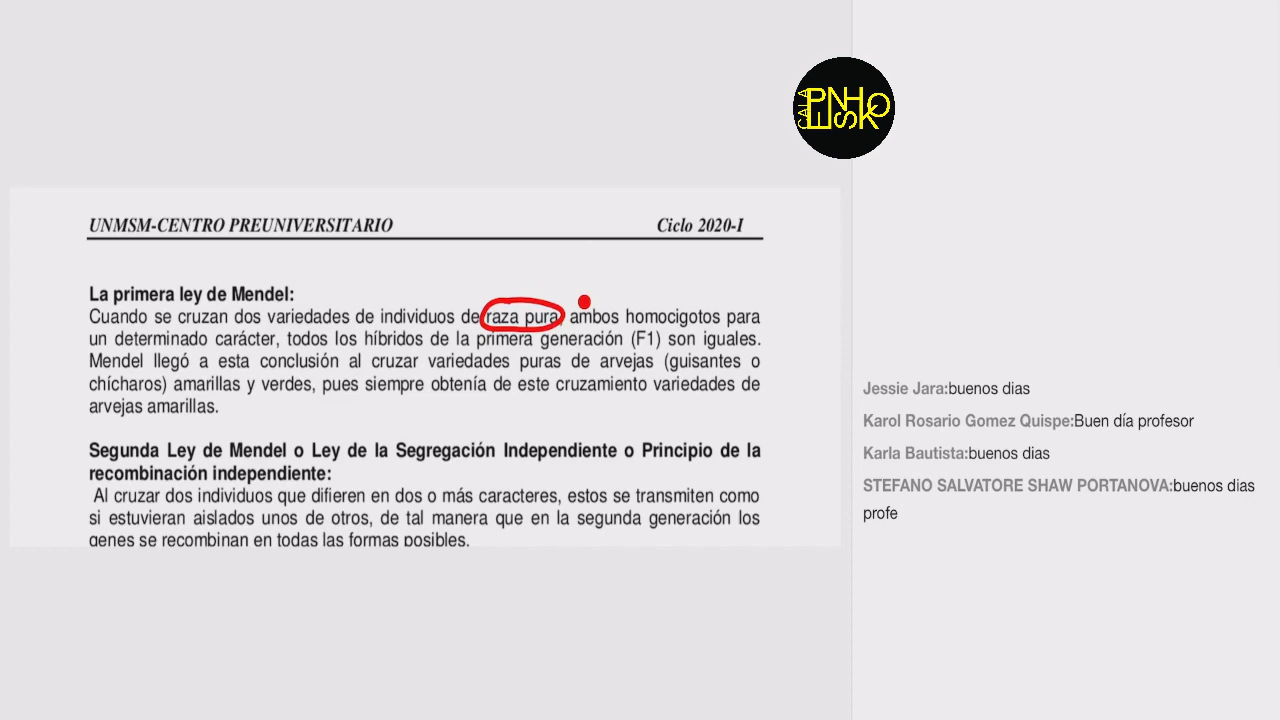 CALA
PENHO
ESK
UNMSM-CENTRO PREUNIVERSITARIO Ciclo 2020-I
La primera ley de Mendel:
Cuando se cruzan dos variedades de individuos de raza pura, ambos homocigotos para
un determinado carácter, todos los híbridos de la primera generación (F1) son iguales.
Mendel llegó a esta conclusión al cruzar variedades puras de arvejas (guisantes o
chícharos) amarillas y verdes, pues siempre obtenía de este cruzamiento variedades de
arvejas amarillas.
Segunda Ley de Mendel o Ley de la Segregación Independiente o Principio de la
recombinación independiente:
Al cruzar dos individuos que difieren en dos o más caracteres, estos se transmiten como
si estuvieran aislados unos de otros, de tal manera que en la segunda generación los
genes se recombinan en todas las formas posibles.
Jessie Jara:buenos dias
Karol Rosario Gomez Quispe:Buen día profesor
Karla Bautista:buenos dias
STEFANO SALVATORE SHAW PORTANOVA:buenos dias
profe